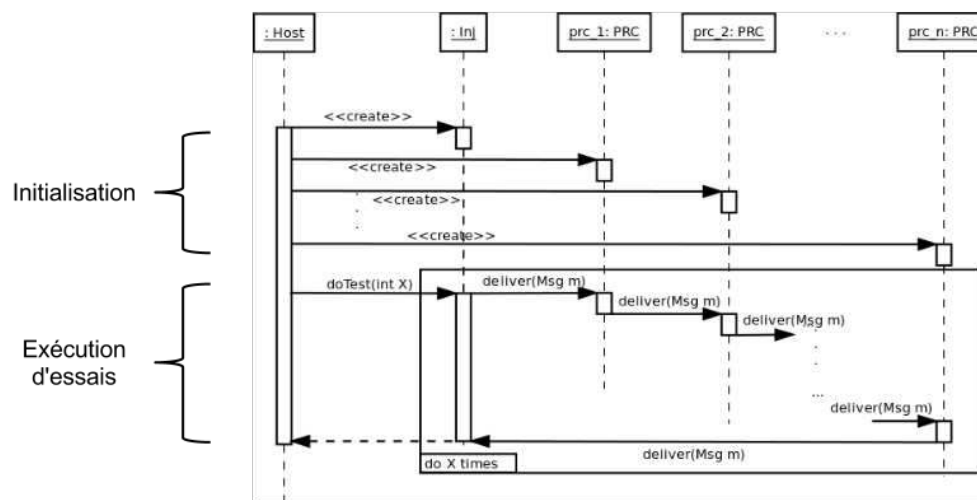 : Host
: Inj
prc_1: PRC
prc_2: PRC
. . .
prc_n: PRC
<<create>>
<<create>>
<<create>>
<<create>>
Initialisation
doTest(int X)
deliver(Msg m)
deliver(Msg m)
deliver(Msg m)
Exécution
d'essais
...
deliver(Msg m)
deliver(Msg m)
do X times